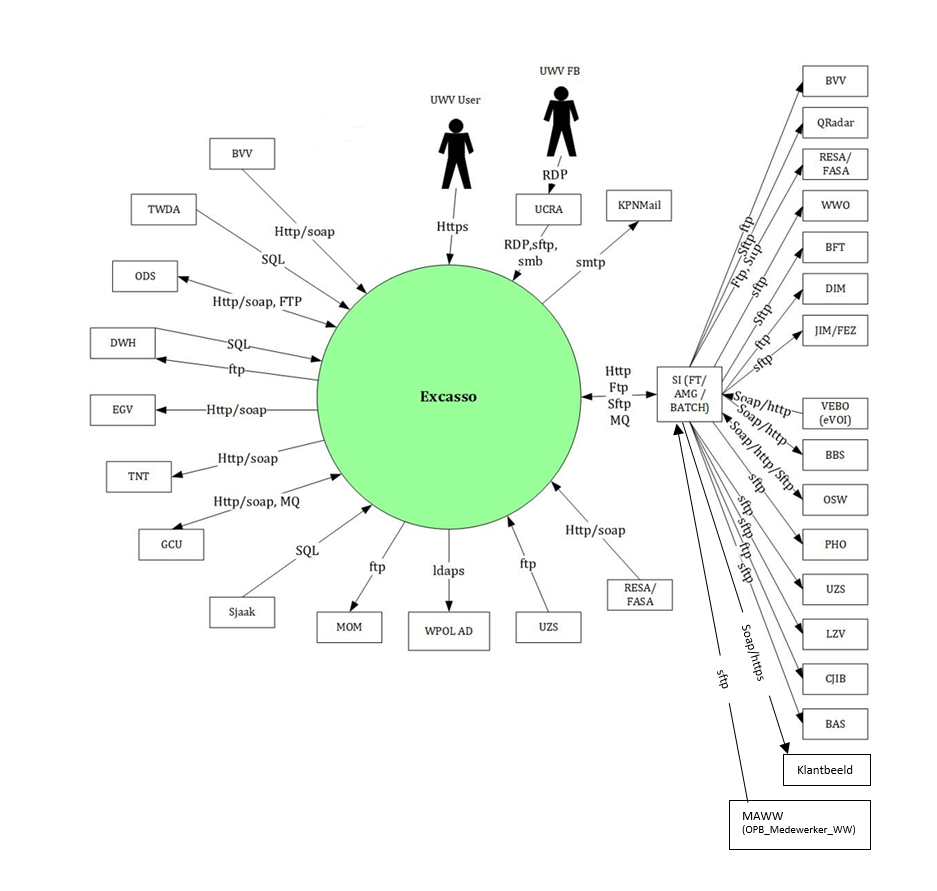 UWV FB
UWV User
BVV
QRadar
RESA/
FASA
WWO
BFT
DIM
JIM/FEZ
VEBO
(eVOI)
BBS
OSW
PHO
UZS
LZV
CJIB
BAS
Klantbeeld
MAWW
(OPB_Medewerker_WW)
BVV
TWDA
ODS
DWH
EGV
TNT
GCU
Sjaak
MOM
WPOL AD
UZS
RESA/
FASA
UCRA
KPNMail
Excasso
SI (FT/
AMG /
BATCH)
RDP
Https
RDP,sftp,
smb
smtp
Http/soap
SQL
Http/soap, FTP
SQL
ftp
Http/soap
Http/soap
Http/soap, MQ
SQL
ftp
ldaps
ftp
Http/soap
Http
Ftp
Sftp
MQ
ftp
Sftp
Ftp, Sftp
sftp
Sftp
ftp
sftp
Soap/http
Soap/http
Soap/http/Sftp
sftp
sftp
sftp
ftp
sftp
Soap/https
sftp